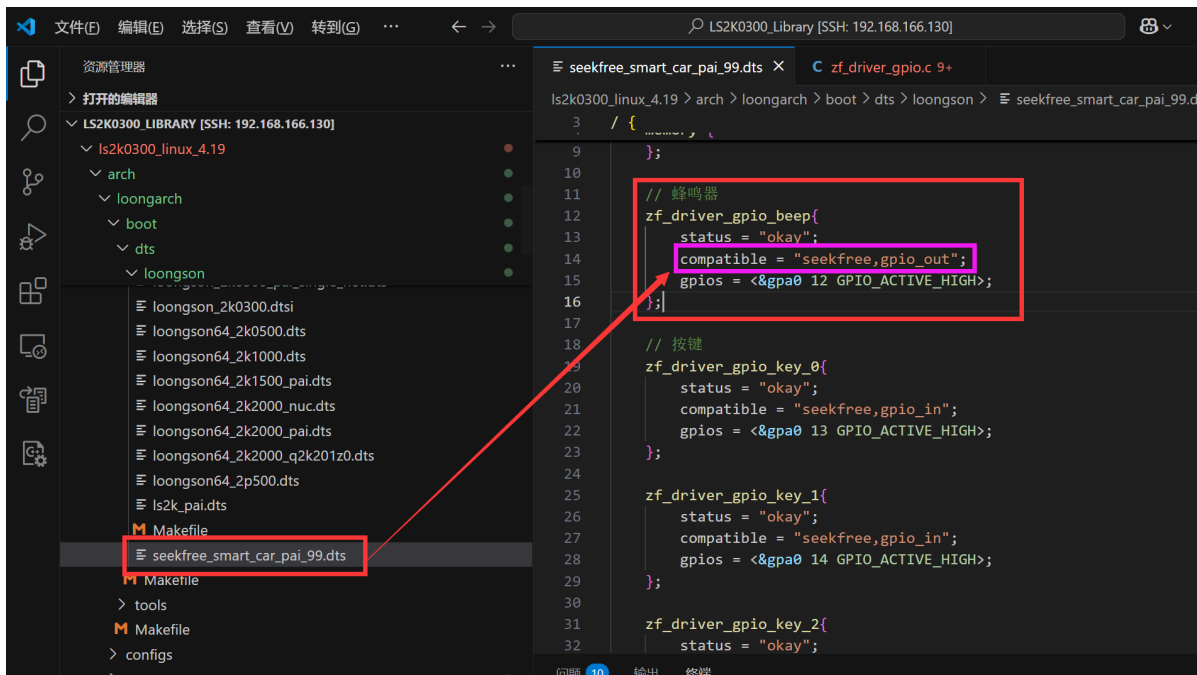 文件(F) 编辑(E) 选择(S) 查看(V) 转到(G) ··· ← → LS2K0300_Library [SSH: 192.168.166.130]
资源管理器 ···
打开的编辑器
LS2K0300_LIBRARY [SSH: 192.168.166.130]
ls2k0300_linux_4.19
arch
loongarch
boot
dts
loongson
loongson_2k0300.dtsi
loongson64_2k0500.dts
loongson64_2k1000.dts
loongson64_2k1500_pai.dts
loongson64_2k2000_nuc.dts
loongson64_2k2000_pai.dts
loongson64_2k2000_q2k201z0.dts
loongson64_2p500.dts
ls2k_pai.dts
M Makefile
seekfree_smart_car_pai_99.dts
M Makefile
tools
M Makefile
configs
seekfree_smart_car_pai_99.dts × C zf_driver_gpio.c 9+
ls2k0300_linux_4.19 > arch > loongarch > boot > dts > loongson > seekfree_smart_car_pai_99.d
3 / {
9 };
10
11 // 蜂鸣器
12 zf_driver_gpio_beep{
13 status = "okay";
14 compatible = "seekfree,gpio_out";
15 gpios = <&gpa0 12 GPIO_ACTIVE_HIGH>;
16 };
17
18 // 按键
19 zf_driver_gpio_key_0{
20 status = "okay";
21 compatible = "seekfree,gpio_in";
22 gpios = <&gpa0 13 GPIO_ACTIVE_HIGH>;
23 };
24
25 zf_driver_gpio_key_1{
26 status = "okay";
27 compatible = "seekfree,gpio_in";
28 gpios = <&gpa0 14 GPIO_ACTIVE_HIGH>;
29 };
30
31 zf_driver_gpio_key_2{
32 status = "okay";
问题 10 输出 终端